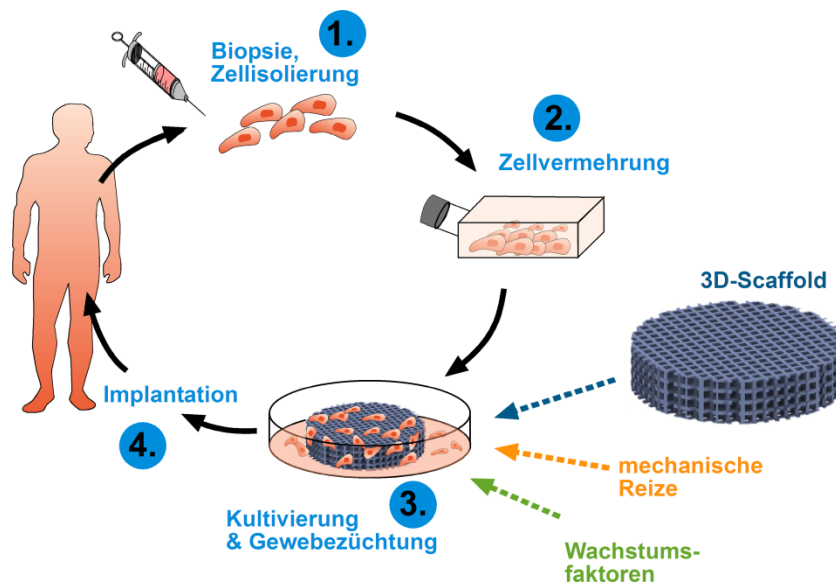 1.
Biopsie,
Zellisolierung
2.
Zellvermehrung
3D-Scaffold
Implantation
4.
mechanische
Reize
3.
Kultivierung
& Gewebezüchtung
Wachstums-
faktoren